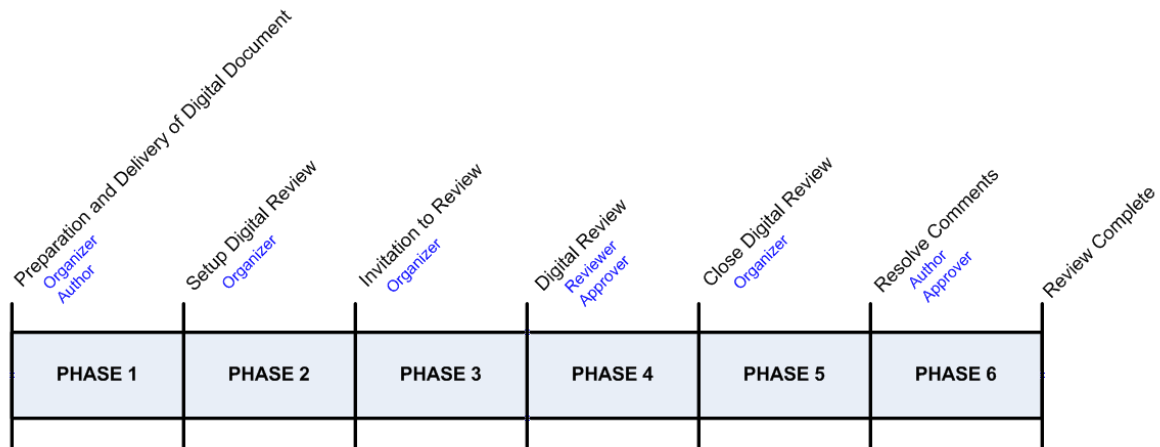 Preparation and Delivery of Digital Document
Organizer
Author
Setup Digital Review
Organizer
Invitation to Review
Organizer
Digital Review
Reviewer
Approver
Close Digital Review
Organizer
Resolve Comments
Author
Approver
Review Complete
PHASE 1
PHASE 2
PHASE 3
PHASE 4
PHASE 5
PHASE 6